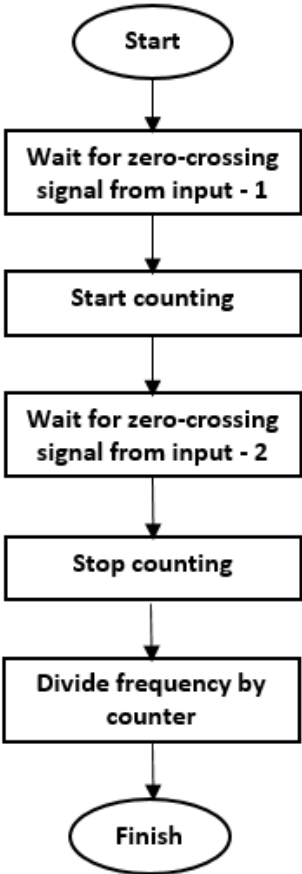 Start
Wait for zero-crossing
signal from input - 1
Start counting
Wait for zero-crossing
signal from input - 2
Stop counting
Divide frequency by
counter
Finish